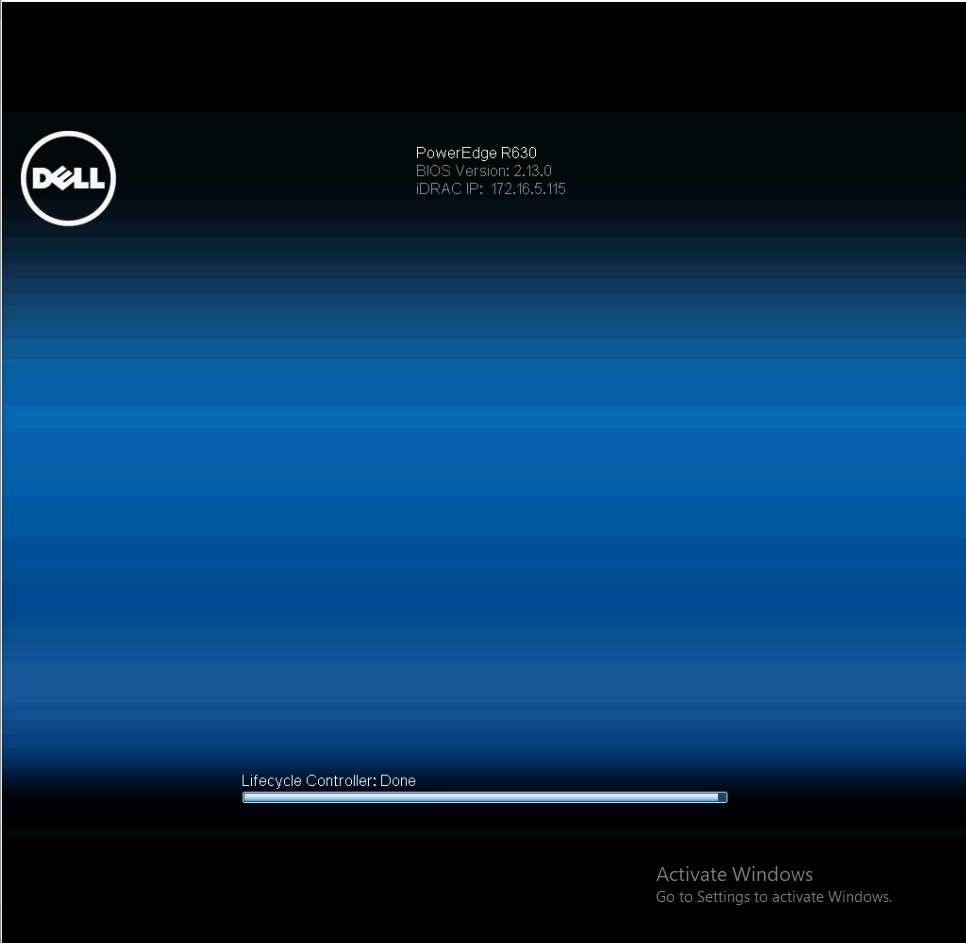 DELL
PowerEdge R630
BIOS Version: 2.13.0
iDRAC IP: 172.16.5.115
Lifecycle Controller: Done
Activate Windows
Go to Settings to activate Windows.